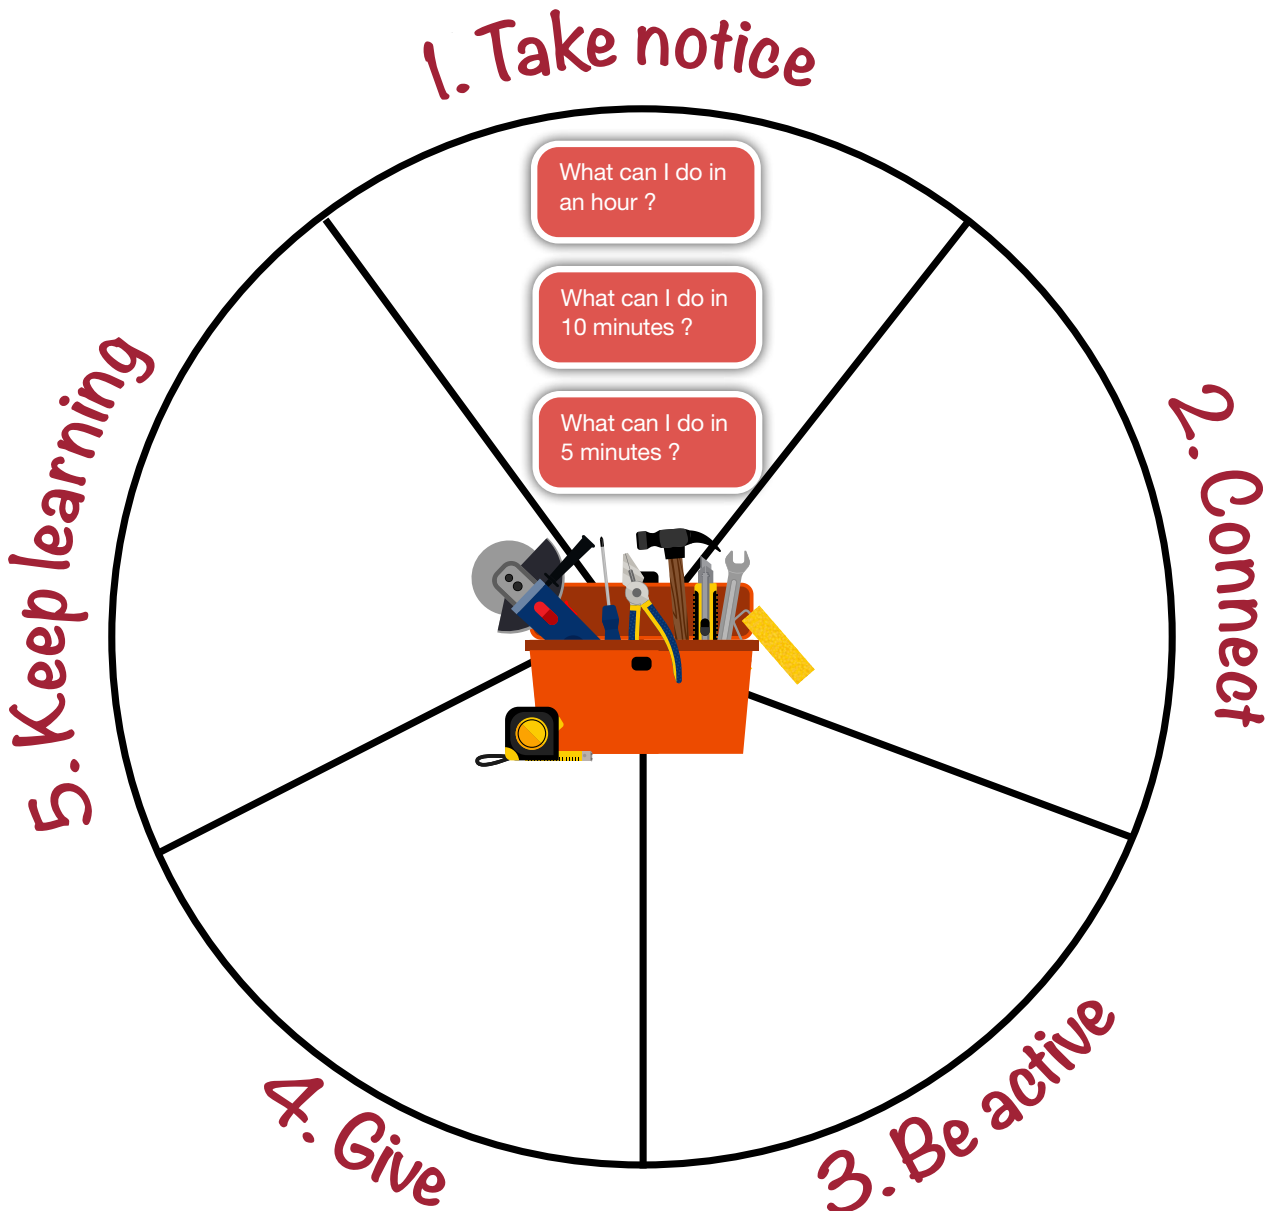 1. Take notice
What can I do in
an hour ?
What can I do in
10 minutes ?
What can I do in
5 minutes ?
2. Connect
3. Be active
4. Give
5. Keep learning